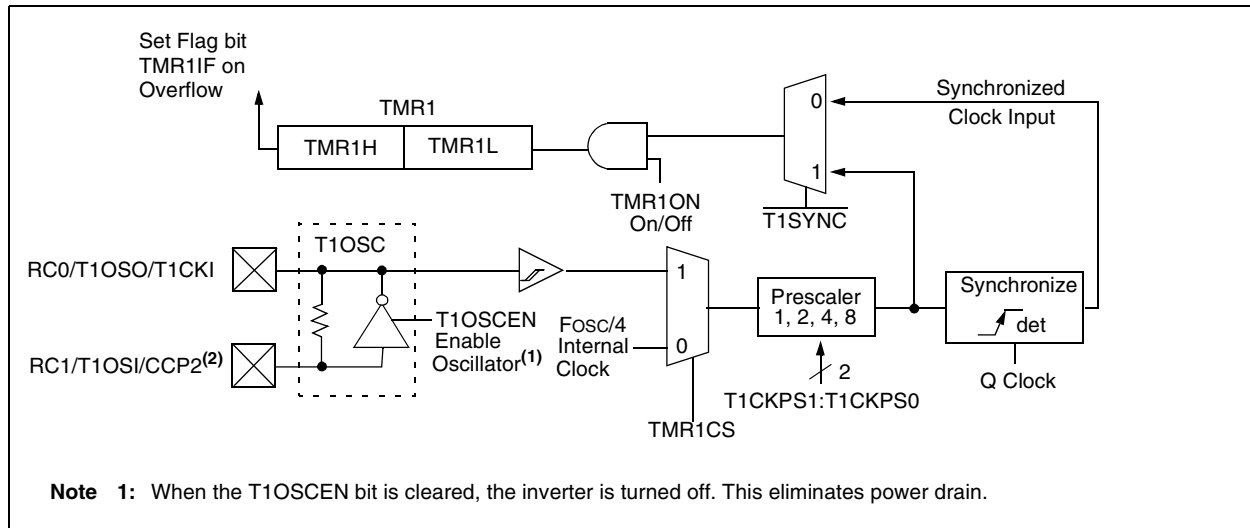 Set Flag bit
TMR1IF on
Overflow
TMR1
TMR1H
TMR1L
TMR1ON
On/Off
0
1
T1SYNC
Synchronized
Clock Input
RC0/T1OSO/T1CKI
T1OSC
RC1/T1OSI/CCP2(2)
T1OSCEN
Enable
Oscillator(1)
FOSC/4
Internal
Clock
1
0
TMR1CS
Prescaler
1, 2, 4, 8
2
T1CKPS1:T1CKPS0
Synchronize
det
Q Clock
Note 1: When the T1OSCEN bit is cleared, the inverter is turned off. This eliminates power drain.